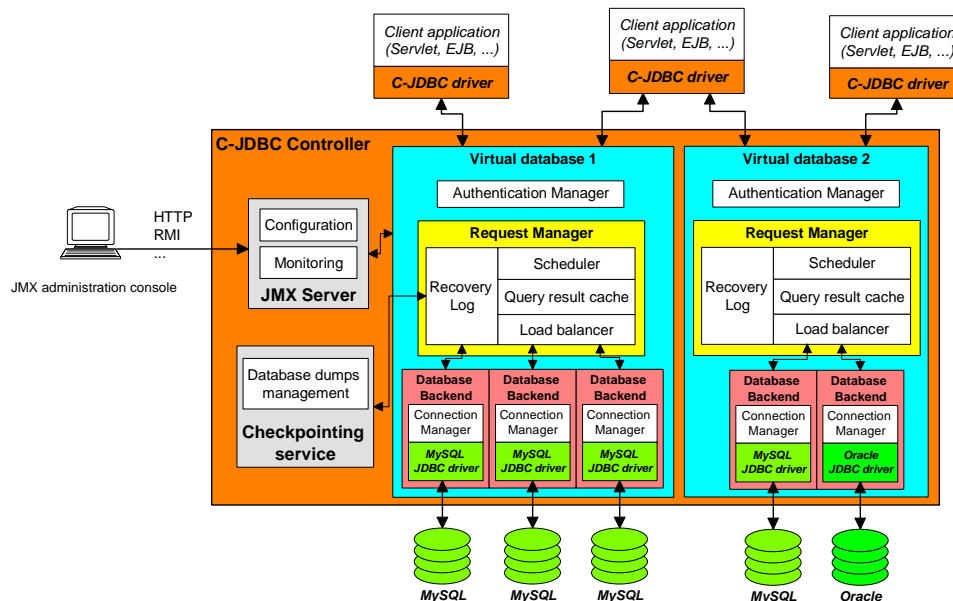 Client application
(Servlet, EJB, ...)
C-JDBC driver
Client application
(Servlet, EJB, ...)
C-JDBC driver
Client application
(Servlet, EJB, ...)
C-JDBC driver
C-JDBC Controller
Virtual database 1
Authentication Manager
Request Manager
Recovery
Log
Scheduler
Query result cache
Load balancer
Virtual database 2
Authentication Manager
Request Manager
Recovery
Log
Scheduler
Query result cache
Load balancer
HTTP
RMI
...
JMX administration console
Configuration
Monitoring
JMX Server
Database dumps
management
Checkpointing
service
Database
Backend
Connection
Manager
MySQL
JDBC driver
Database
Backend
Connection
Manager
MySQL
JDBC driver
Database
Backend
Connection
Manager
MySQL
JDBC driver
Database
Backend
Connection
Manager
MySQL
JDBC driver
Database
Backend
Connection
Manager
Oracle
JDBC driver
MySQL
MySQL
MySQL
MySQL
Oracle